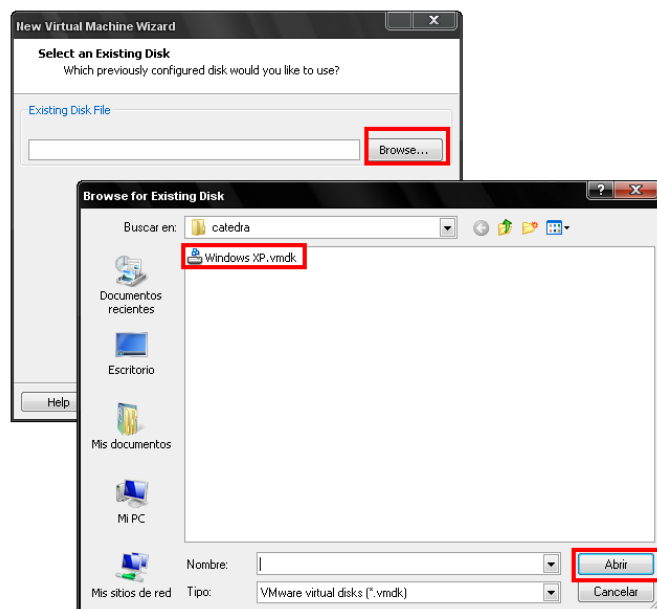 New Virtual Machine Wizard
X
Select an Existing Disk
Which previously configured disk would you like to use?
Existing Disk File
Browse...
Browse for Existing Disk
? X
Buscar en: catedra
Windows XP.vmdk
Documentos
recientes
Escritorio
Help
Mis documentos
Mi PC
Mis sitios de red
Nombre:
Abrir
Tipo: VMware virtual disks (*.vmdk)
Cancelar